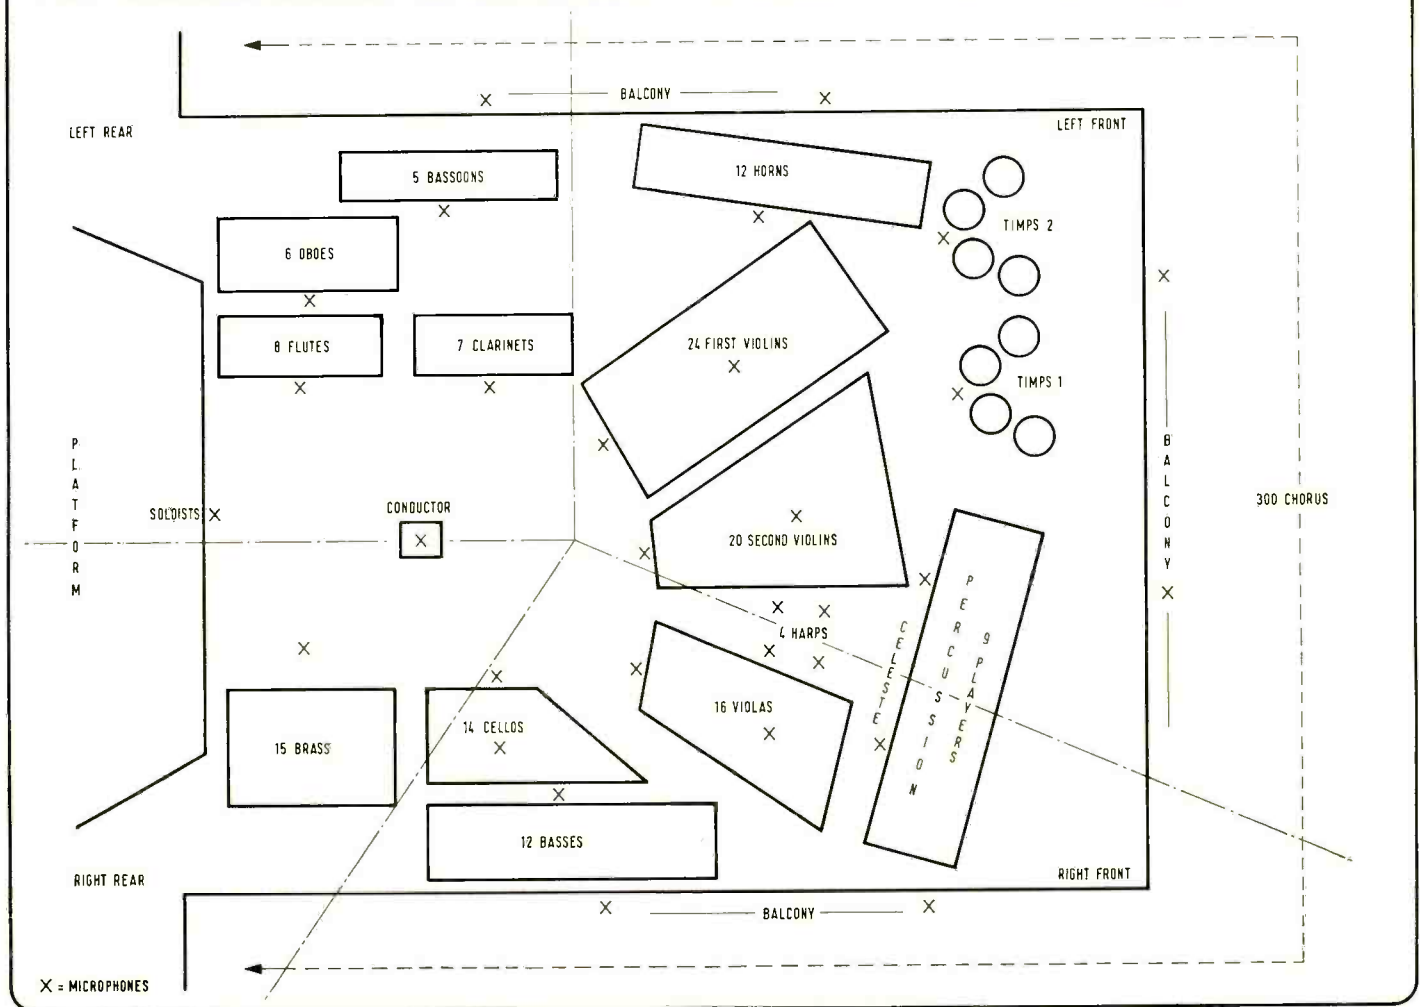 BALCONY
LEFT REAR
LEFT FRONT
5 BASSOONS
12 HORNS
TIMPS 2
6 OBOES
8 FLUTES
7 CLARINETS
24 FIRST VIOLINS
TIMPS 1
PLATFORM
BALCONY
SOLOISTS
CONDUCTOR
300 CHORUS
20 SECOND VIOLINS
4 HARPS
CELESTE
PERCUSSION
9 PLAYERS
16 VIOLAS
14 CELLOS
15 BRASS
12 BASSES
RIGHT REAR
RIGHT FRONT
BALCONY
X = MICROPHONES